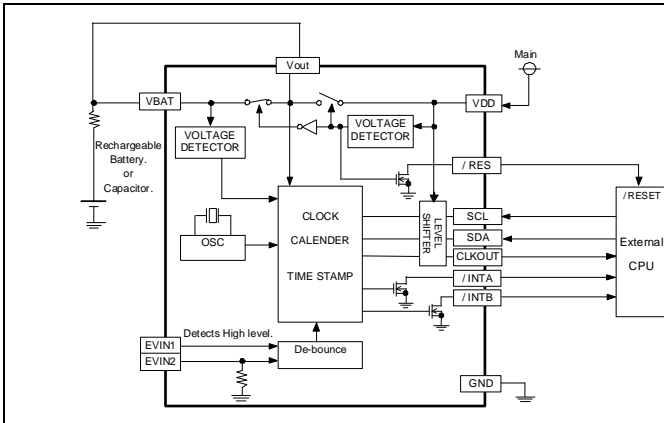 Vout
Main
VBAT
VDD
VOLTAGE
DETECTOR
VOLTAGE
DETECTOR
Rechargeable
Battery.
or
Capacitor.
/ RES
/RESET
CLOCK
CALENDER
TIME STAMP
LEVEL
SHIFTER
SCL
SDA
CLKOUT
External
CPU
OSC
/ INTA
/ INTB
Detects High level.
EVIN1
EVIN2
De-bounce
GND